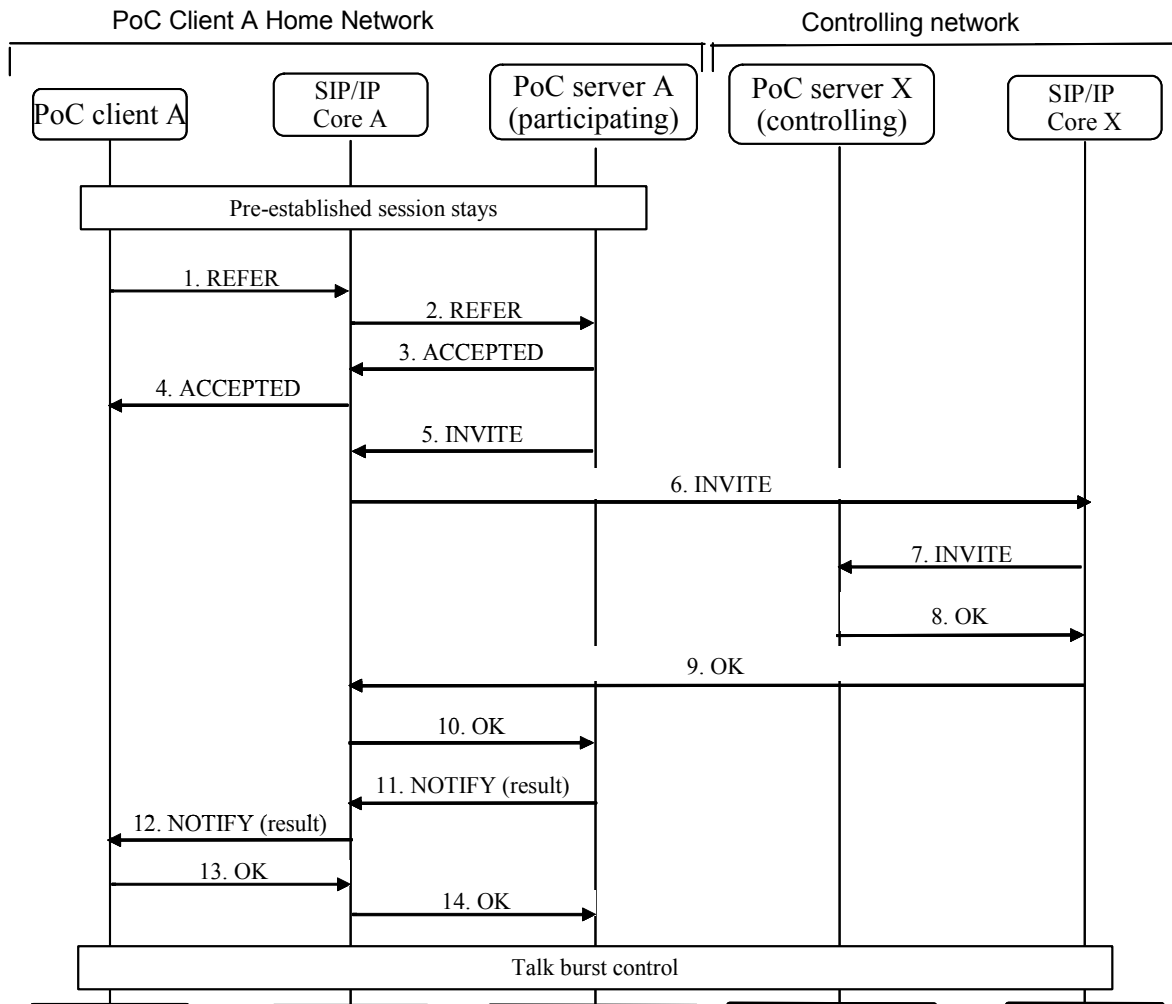 PoC Client A Home Network
Controlling network
PoC client A
SIP/IP
Core A
PoC server A
(participating)
PoC server X
(controlling)
SIP/IP
Core X
Pre-established session stays
1. REFER
2. REFER
3. ACCEPTED
4. ACCEPTED
5. INVITE
6. INVITE
7. INVITE
8. OK
9. OK
10. OK
11. NOTIFY (result)
12. NOTIFY (result)
13. OK
14. OK
Talk burst control